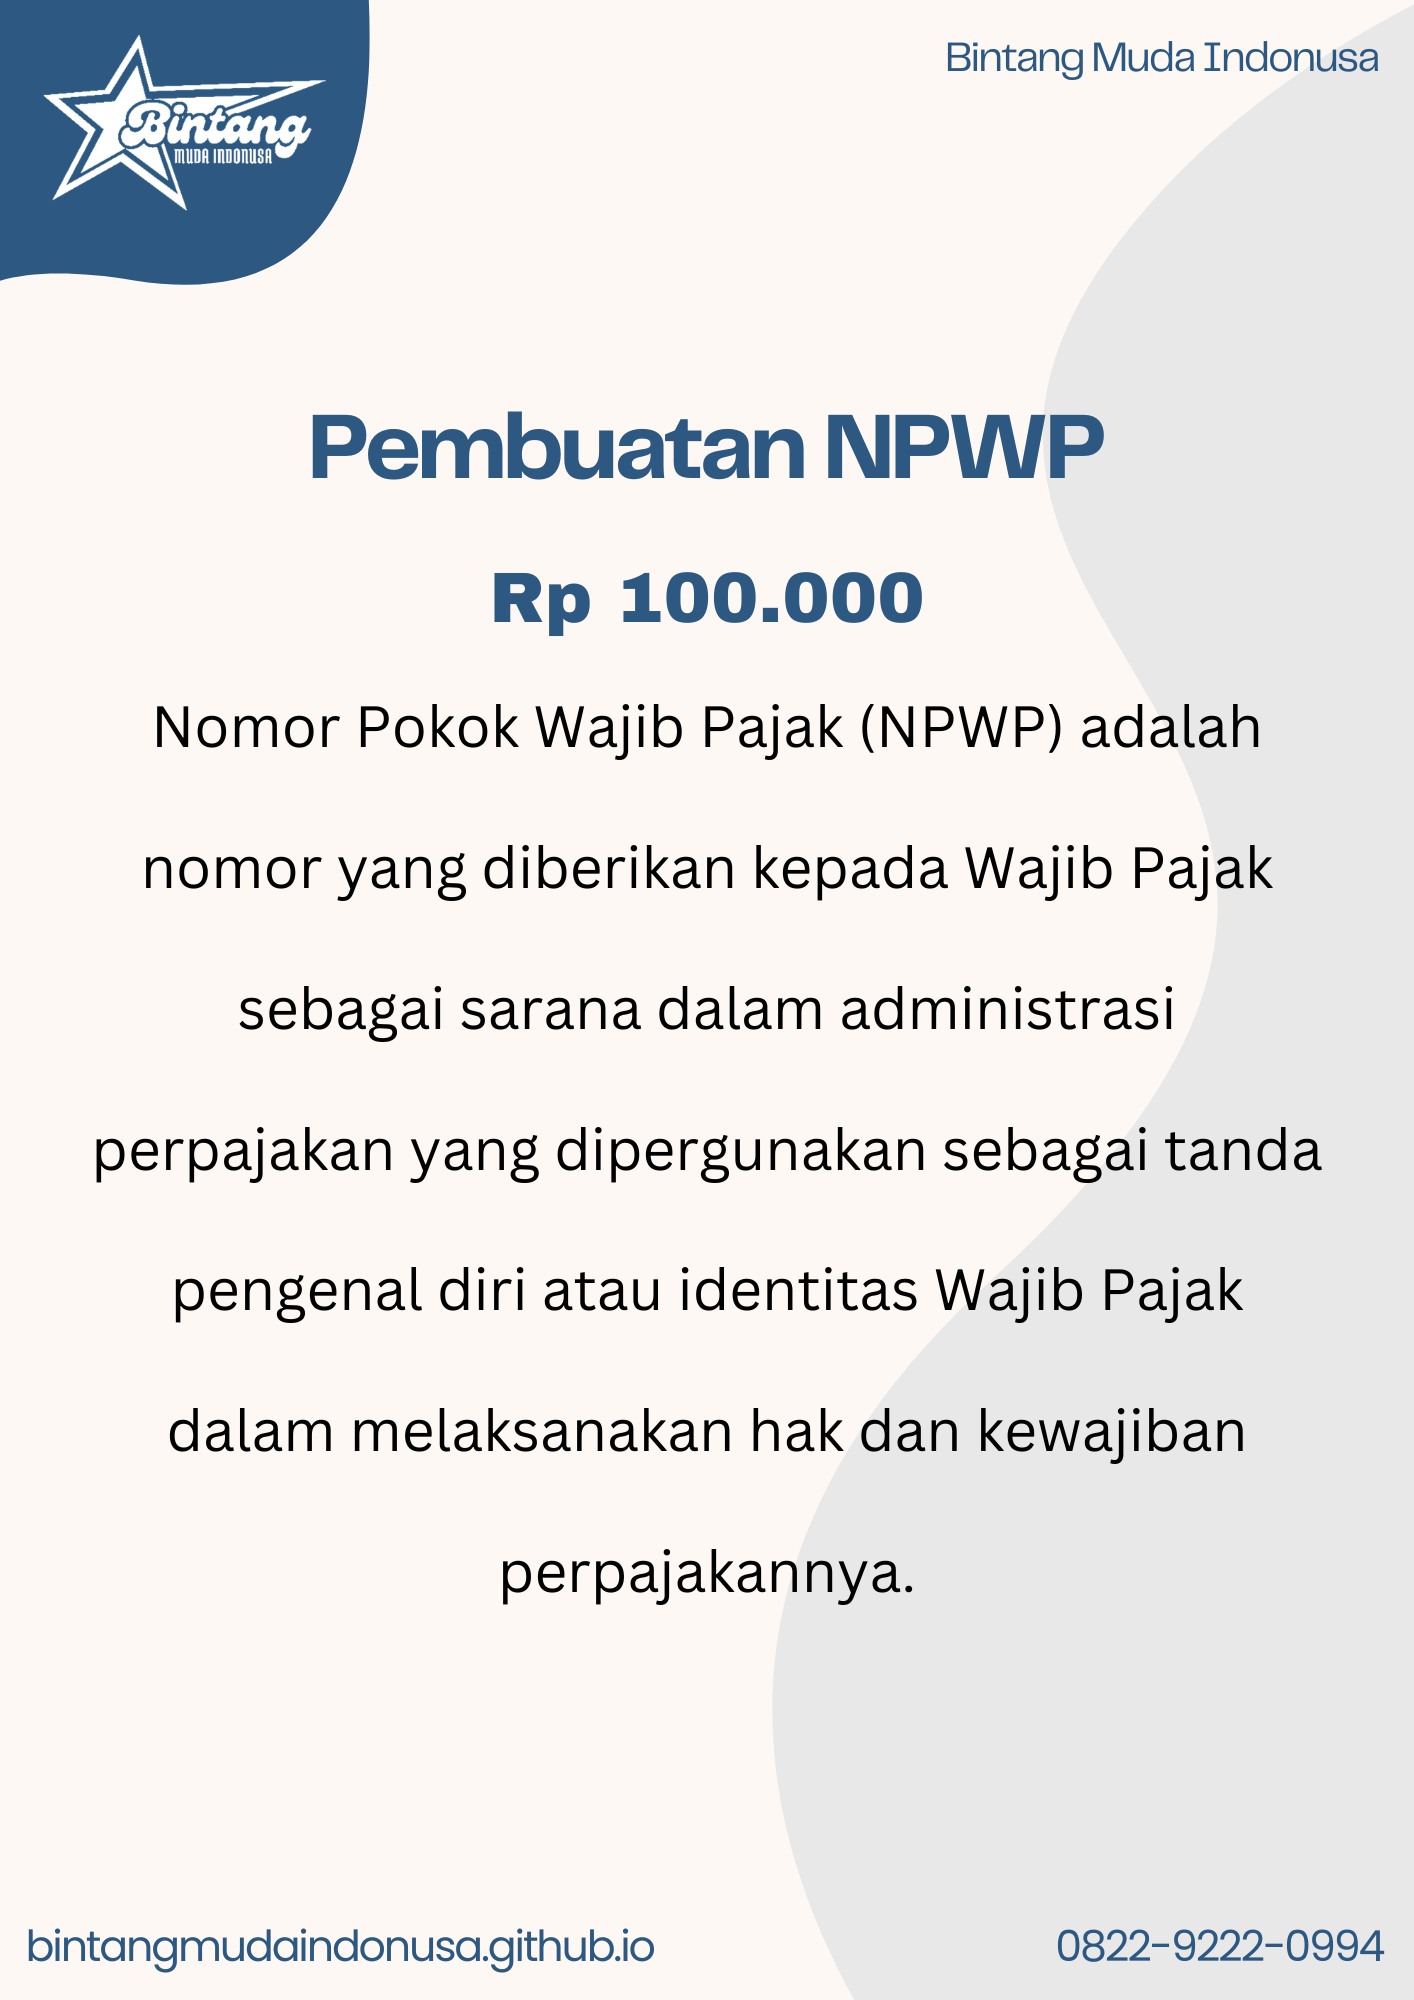 Bintang
MUDA INDONUSA
Bintang Muda Indonusa
Pembuatan NPWP
Rp 100.000
Nomor Pokok Wajib Pajak (NPWP) adalah
nomor yang diberikan kepada Wajib Pajak
sebagai sarana dalam administrasi
perpajakan yang dipergunakan sebagai tanda
pengenal diri atau identitas Wajib Pajak
dalam melaksanakan hak dan kewajiban
perpajakannya.
bintangmudaindonusa.github.io
0822-9222-0994